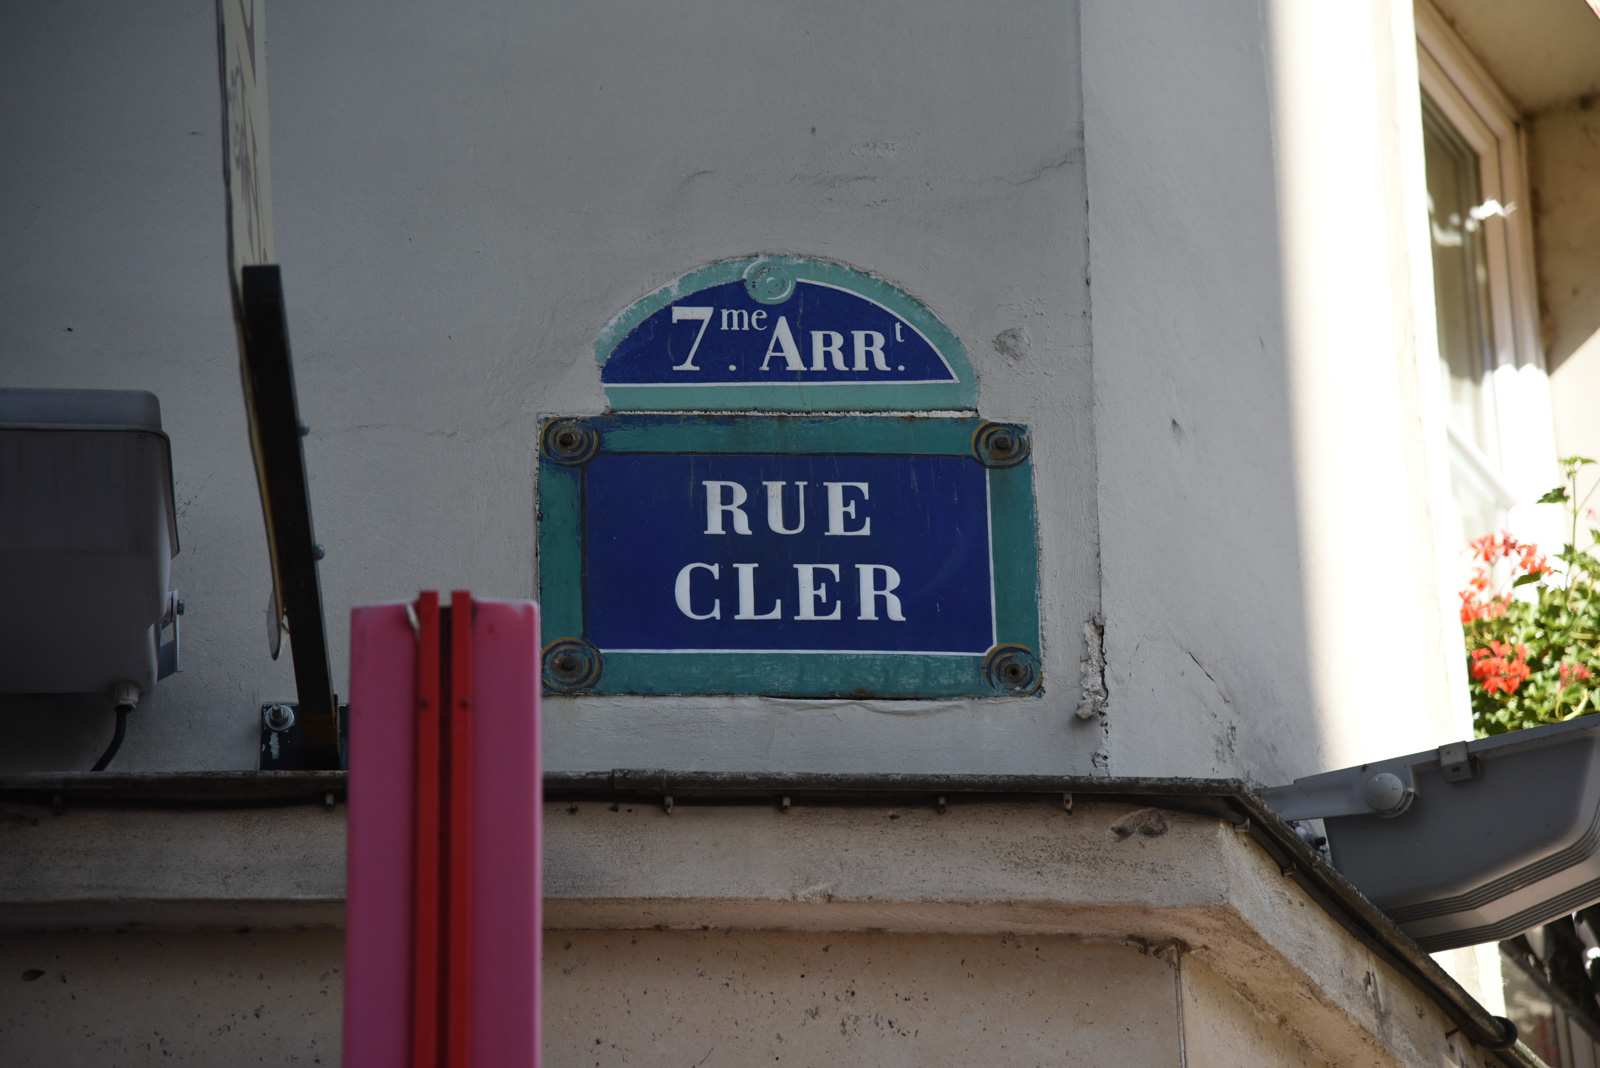 7me. ARRt.
RUE
CLER